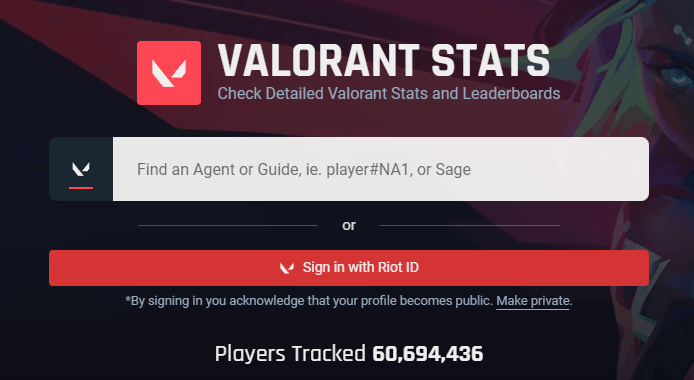 VALORANT STATS
Check Detailed Valorant Stats and Leaderboards
Find an Agent or Guide, ie. player#NA1, or Sage
or
Sign in with Riot ID
*By signing in you acknowledge that your profile becomes public. Make private.
Players Tracked 60,694,436